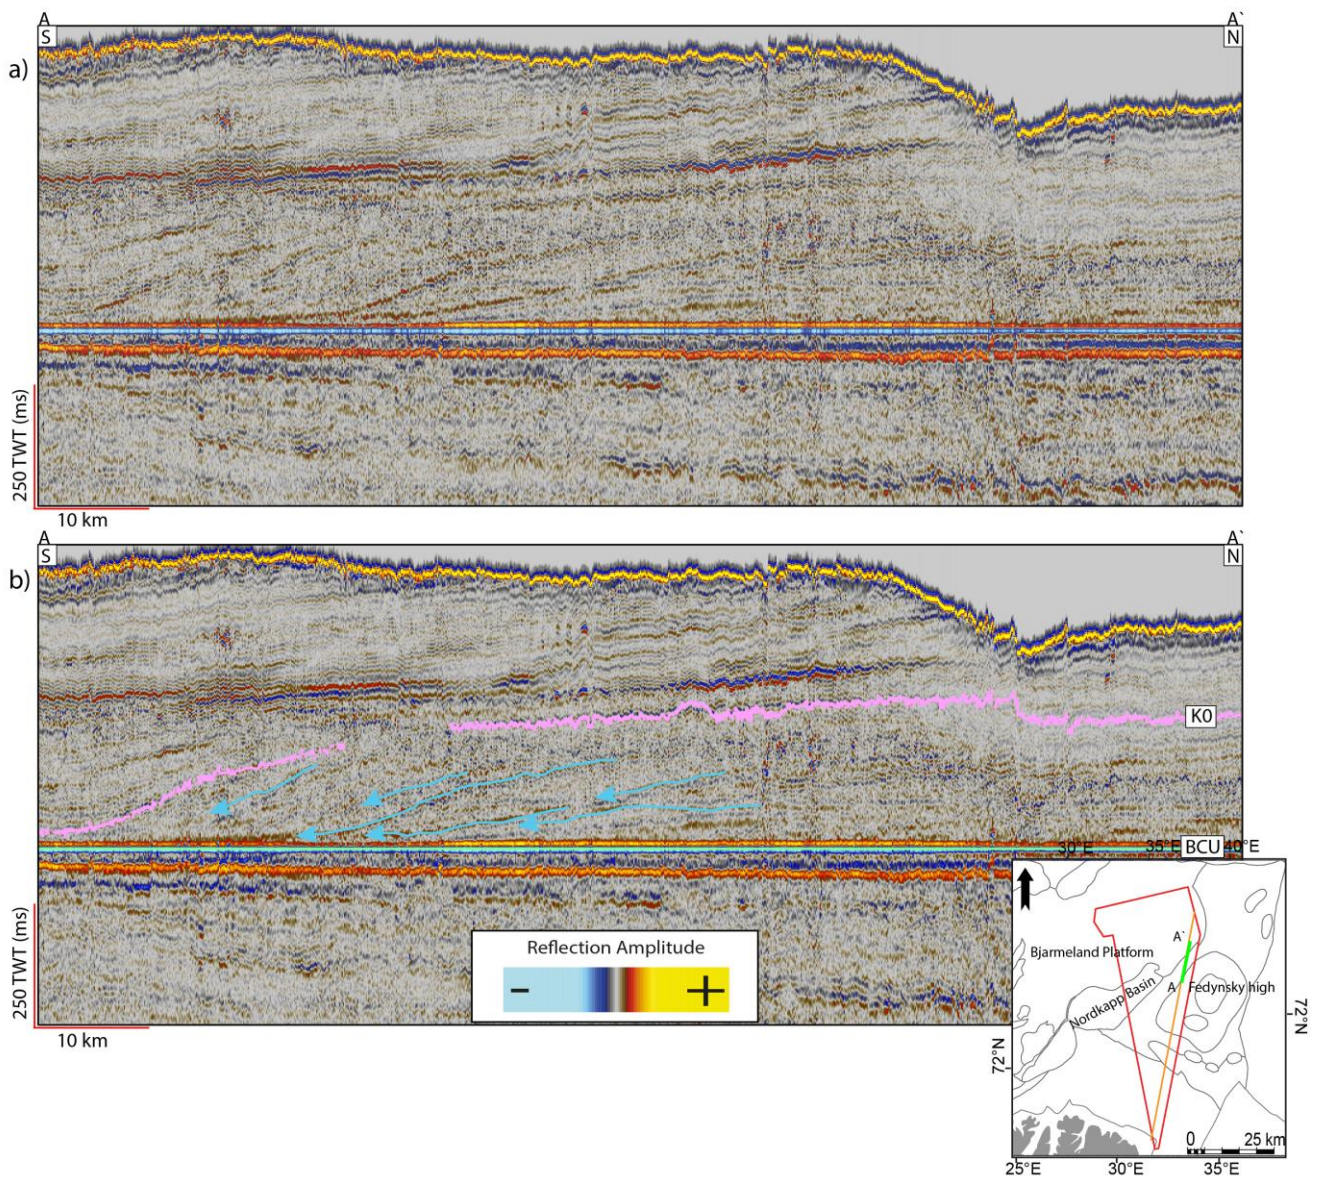 A
A`
S
N
a)
250 TWT (ms)
10 km
A
A`
S
N
b)
K0
BCU
30°E
35°E
40°E
Reflection Amplitude
− +
250 TWT (ms)
10 km
A`
Bjarmeland Platform
A
Fedynsky high
Nordkapp Basin
72°N
72°N
0 25 km
25°E
30°E
35°E